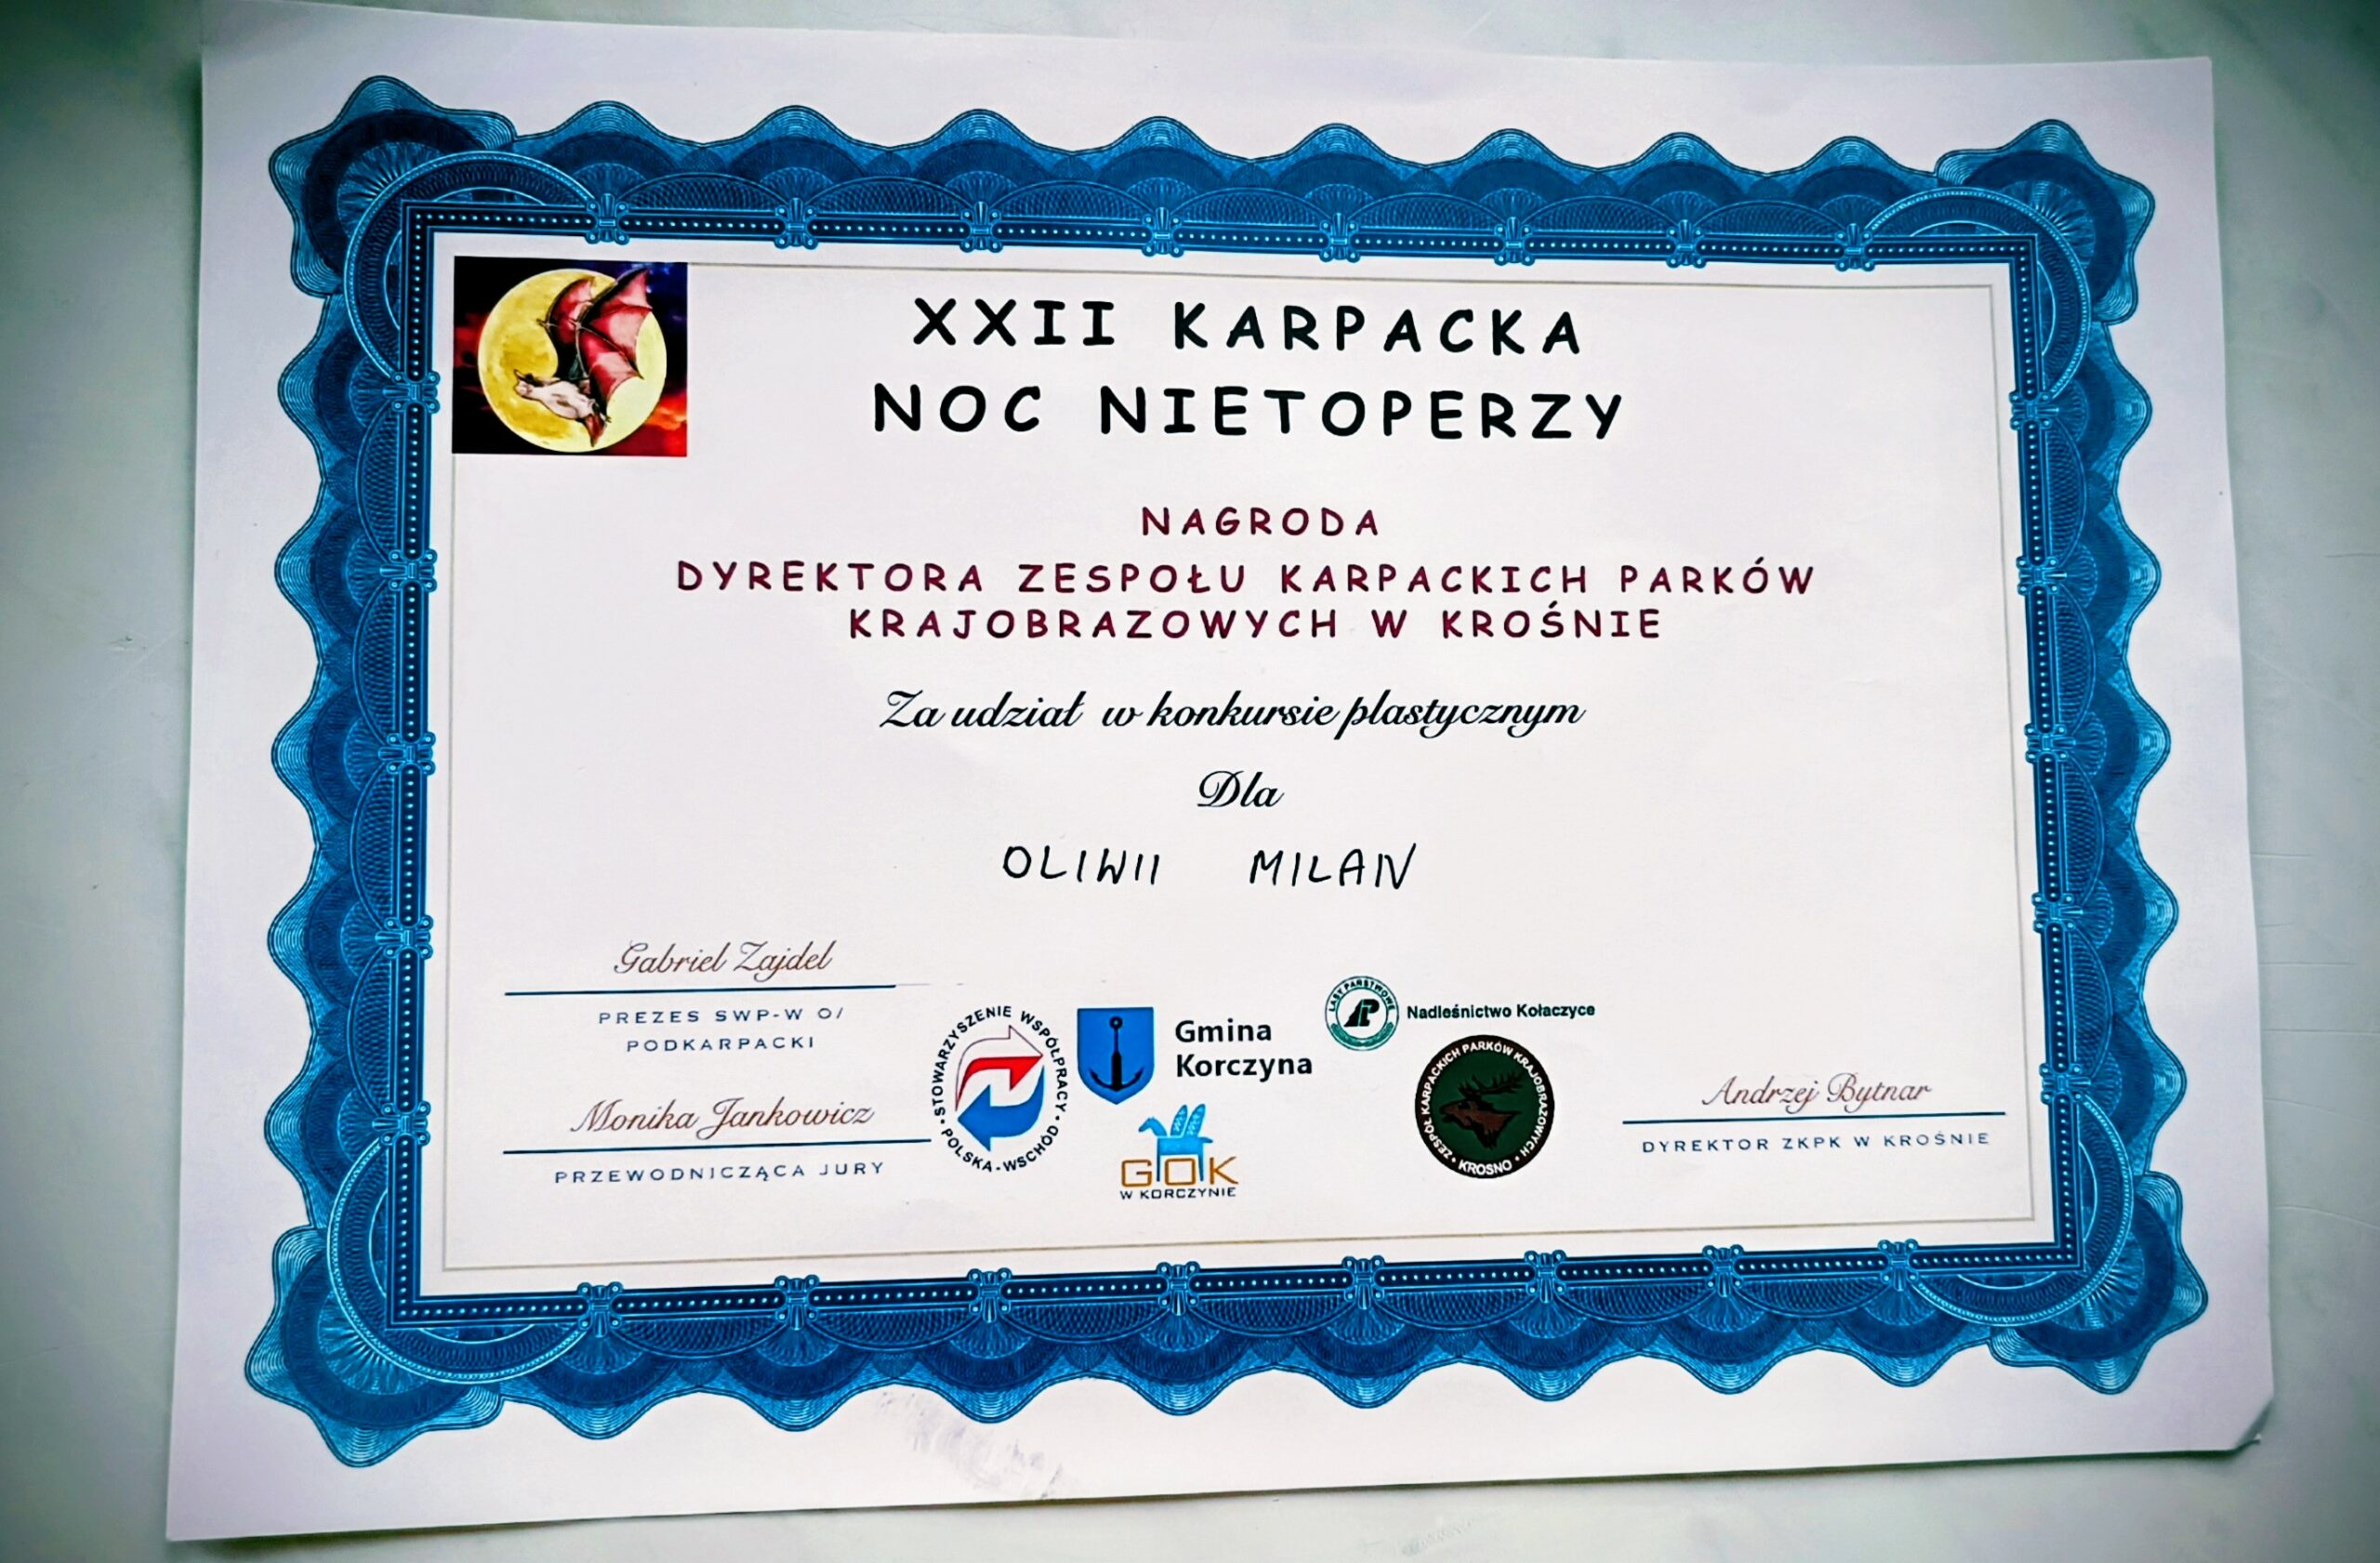 XXII KARPACKA
NOC NIETOPERZY
NAGRODA
DYREKTORA ZESPOŁU KARPACKICH PARKÓW
KRAJOBRAZOWYCH W KROŚNIE
Za udział w konkursie plastycznym
Dla
OLIWII MILAN
Gabriel Zajdel
PREZES SWP-W O/
PODKARPACKI
Monika Jankowicz
PRZEWODNICZĄCA JURY
STOWARZYSZENIE WSPÓŁPRACY
POLSKA-WSCHÓD
Gmina
Korczyna
GOK
W KORCZYNIE
LASY PAŃSTWOWE
Nadleśnictwo Kołaczyce
ZESPÓŁ KARPACKICH PARKÓW KRAJOBRAZOWYCH
KROSNO
Andrzej Bytnar
DYREKTOR ZKPK W KROŚNIE